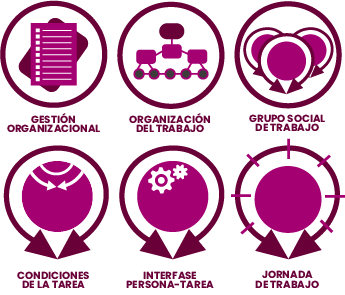 GESTIÓN
ORGANIZACIONAL
ORGANIZACIÓN
DEL TRABAJO
GRUPO SOCIAL
DE TRABAJO
CONDICIONES
DE LA TAREA
INTERFASE
PERSONA-TAREA
JORNADA
DE TRABAJO